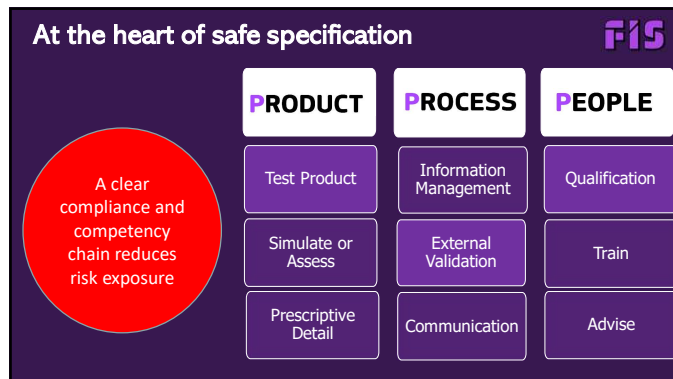 At the heart of safe specification
FIS
PRODUCT
PROCESS
PEOPLE
A clear
compliance and
competency
chain reduces
risk exposure
Test Product
Information
Management
Qualification
Simulate or
Assess
External
Validation
Train
Prescriptive
Detail
Communication
Advise